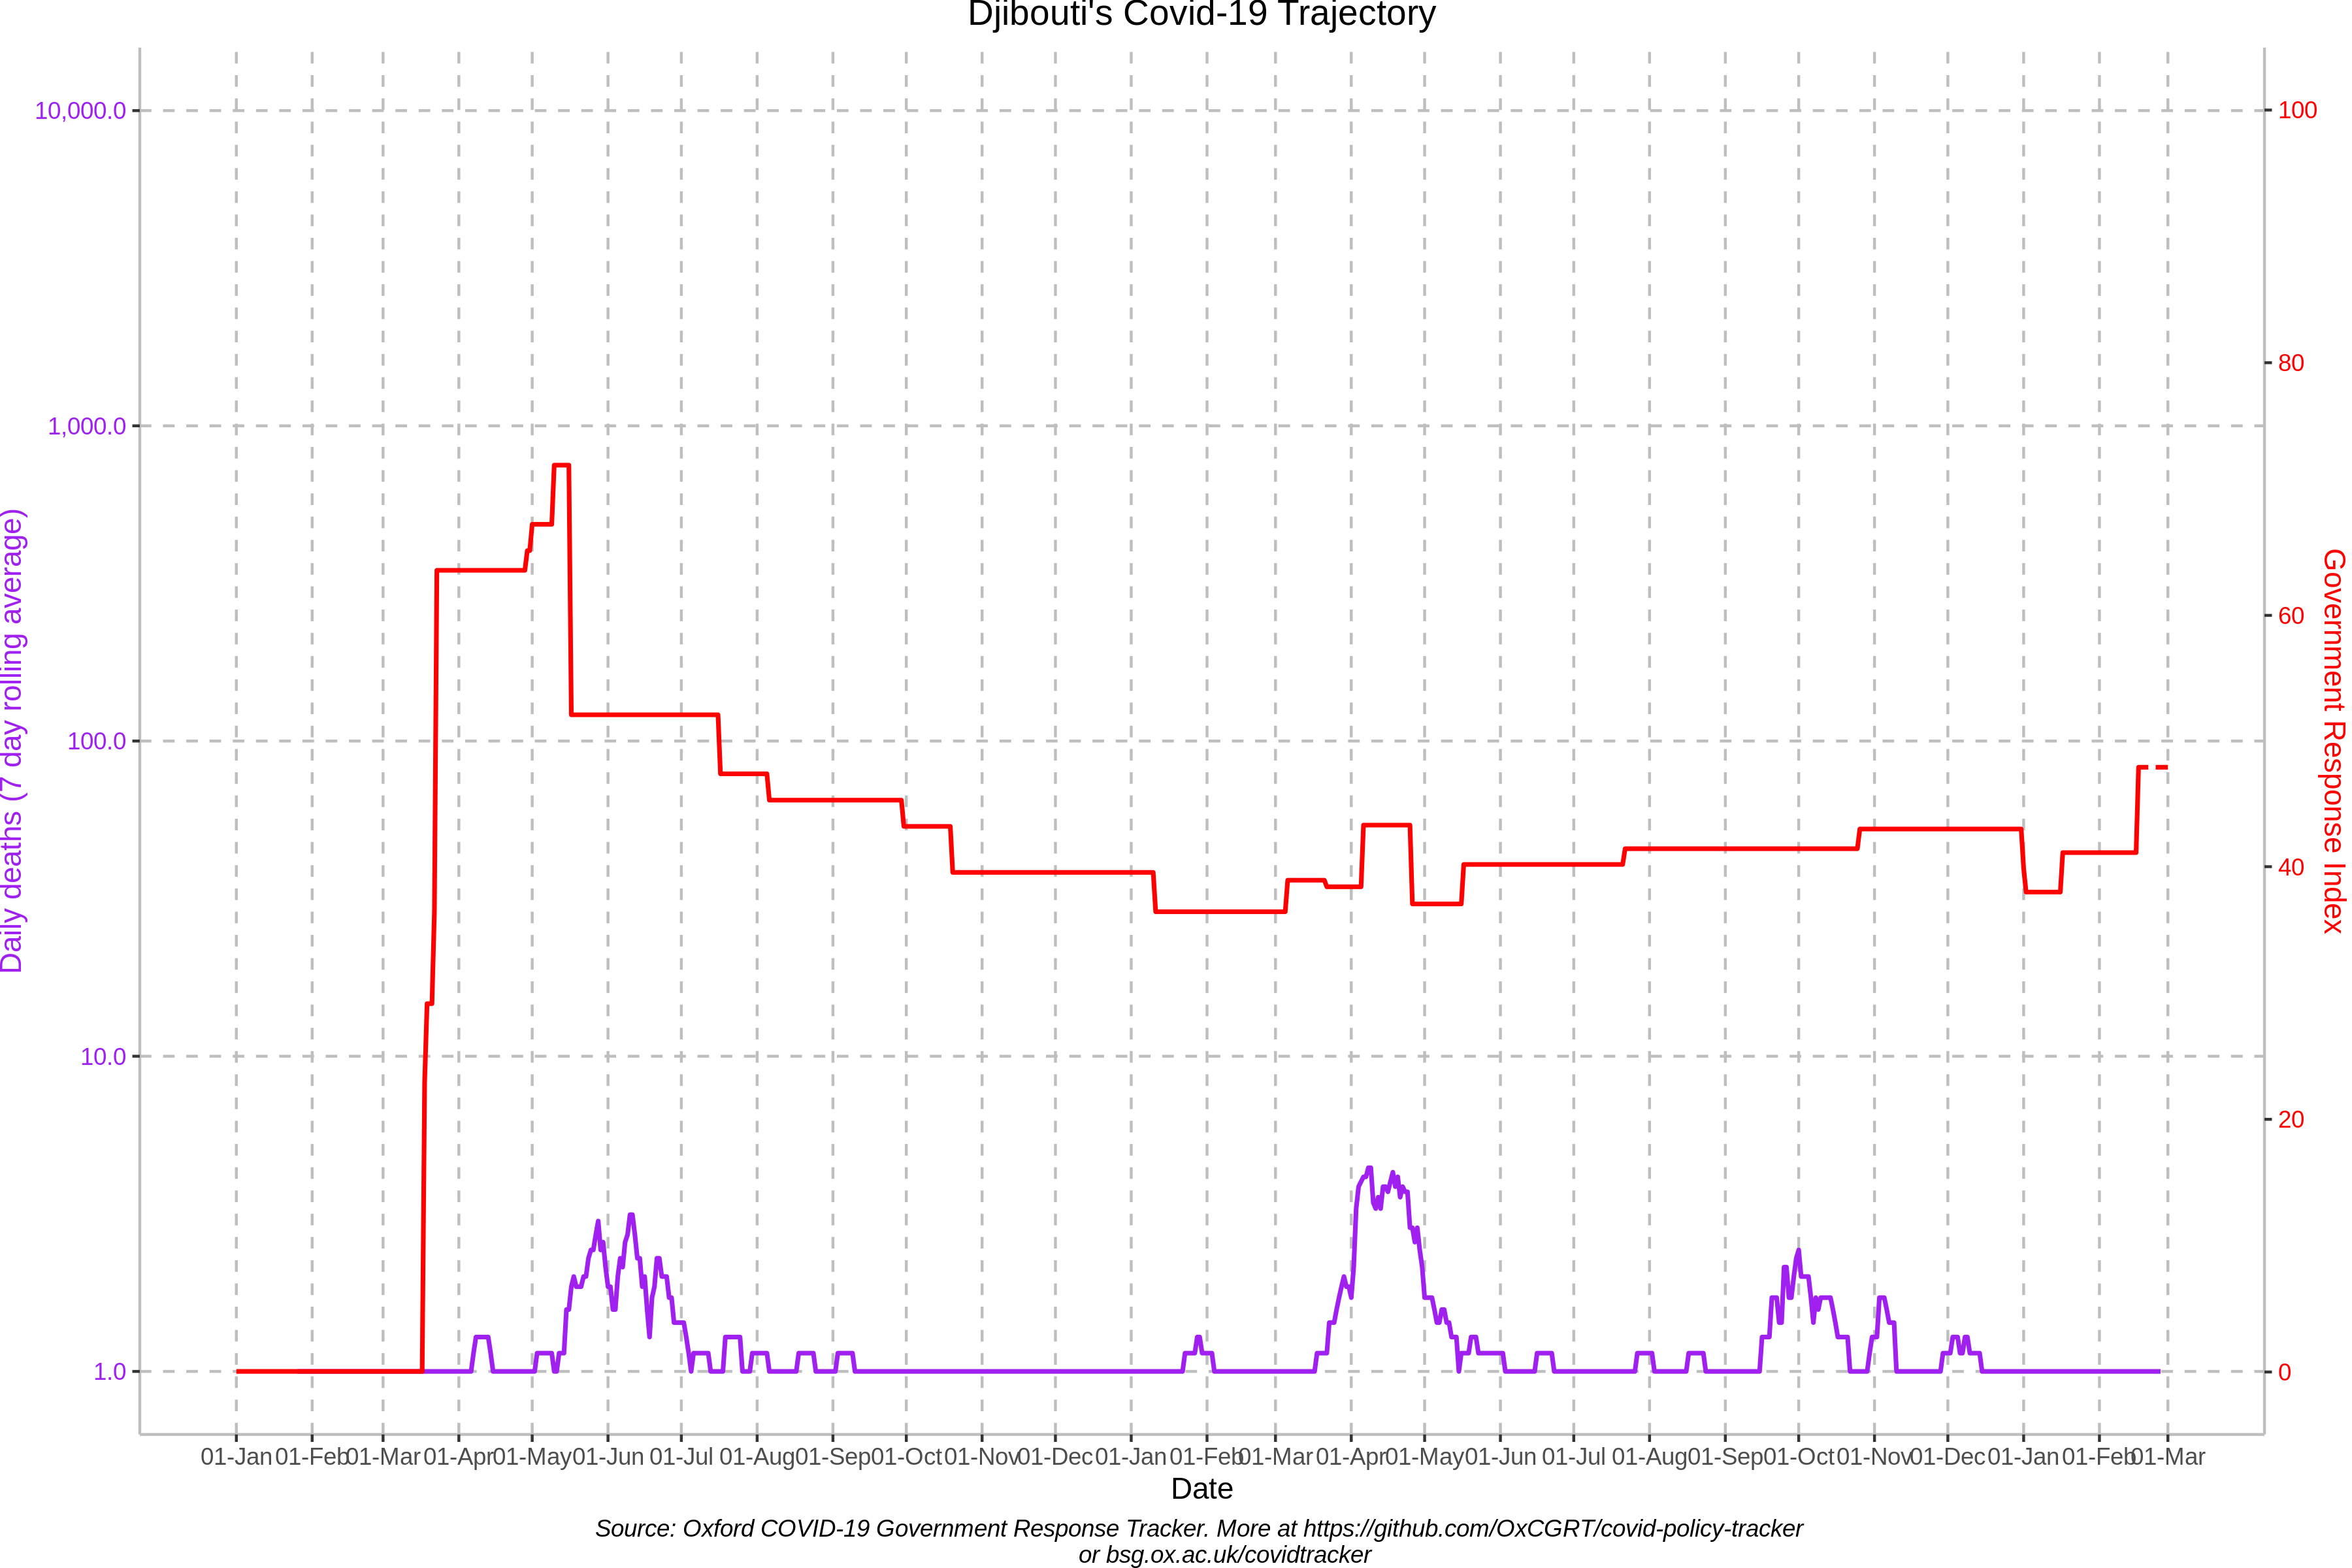 Djibouti's Covid-19 Trajectory
10,000.0
1,000.0
100.0
10.0
1.0
Daily deaths (7 day rolling average)
100
80
60
40
20
0
Government Response Index
01-Jan 01-Feb 01-Mar 01-Apr 01-May 01-Jun 01-Jul 01-Aug 01-Sep 01-Oct 01-Nov 01-Dec 01-Jan 01-Feb 01-Mar 01-Apr 01-May 01-Jun 01-Jul 01-Aug 01-Sep 01-Oct 01-Nov 01-Dec 01-Jan 01-Feb 01-Mar
Date
Source: Oxford COVID-19 Government Response Tracker. More at https://github.com/OxCGRT/covid-policy-tracker
or bsg.ox.ac.uk/covidtracker